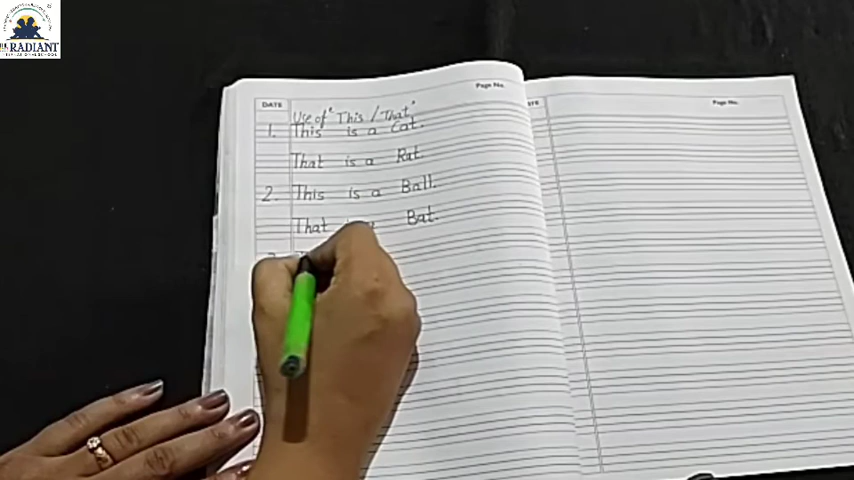 RADIANT
Page No.
DATE
Use of "This / That"
1. This is a Cat.
That is a Rat.
2. This is a Ball.
That Bat.
Page No.